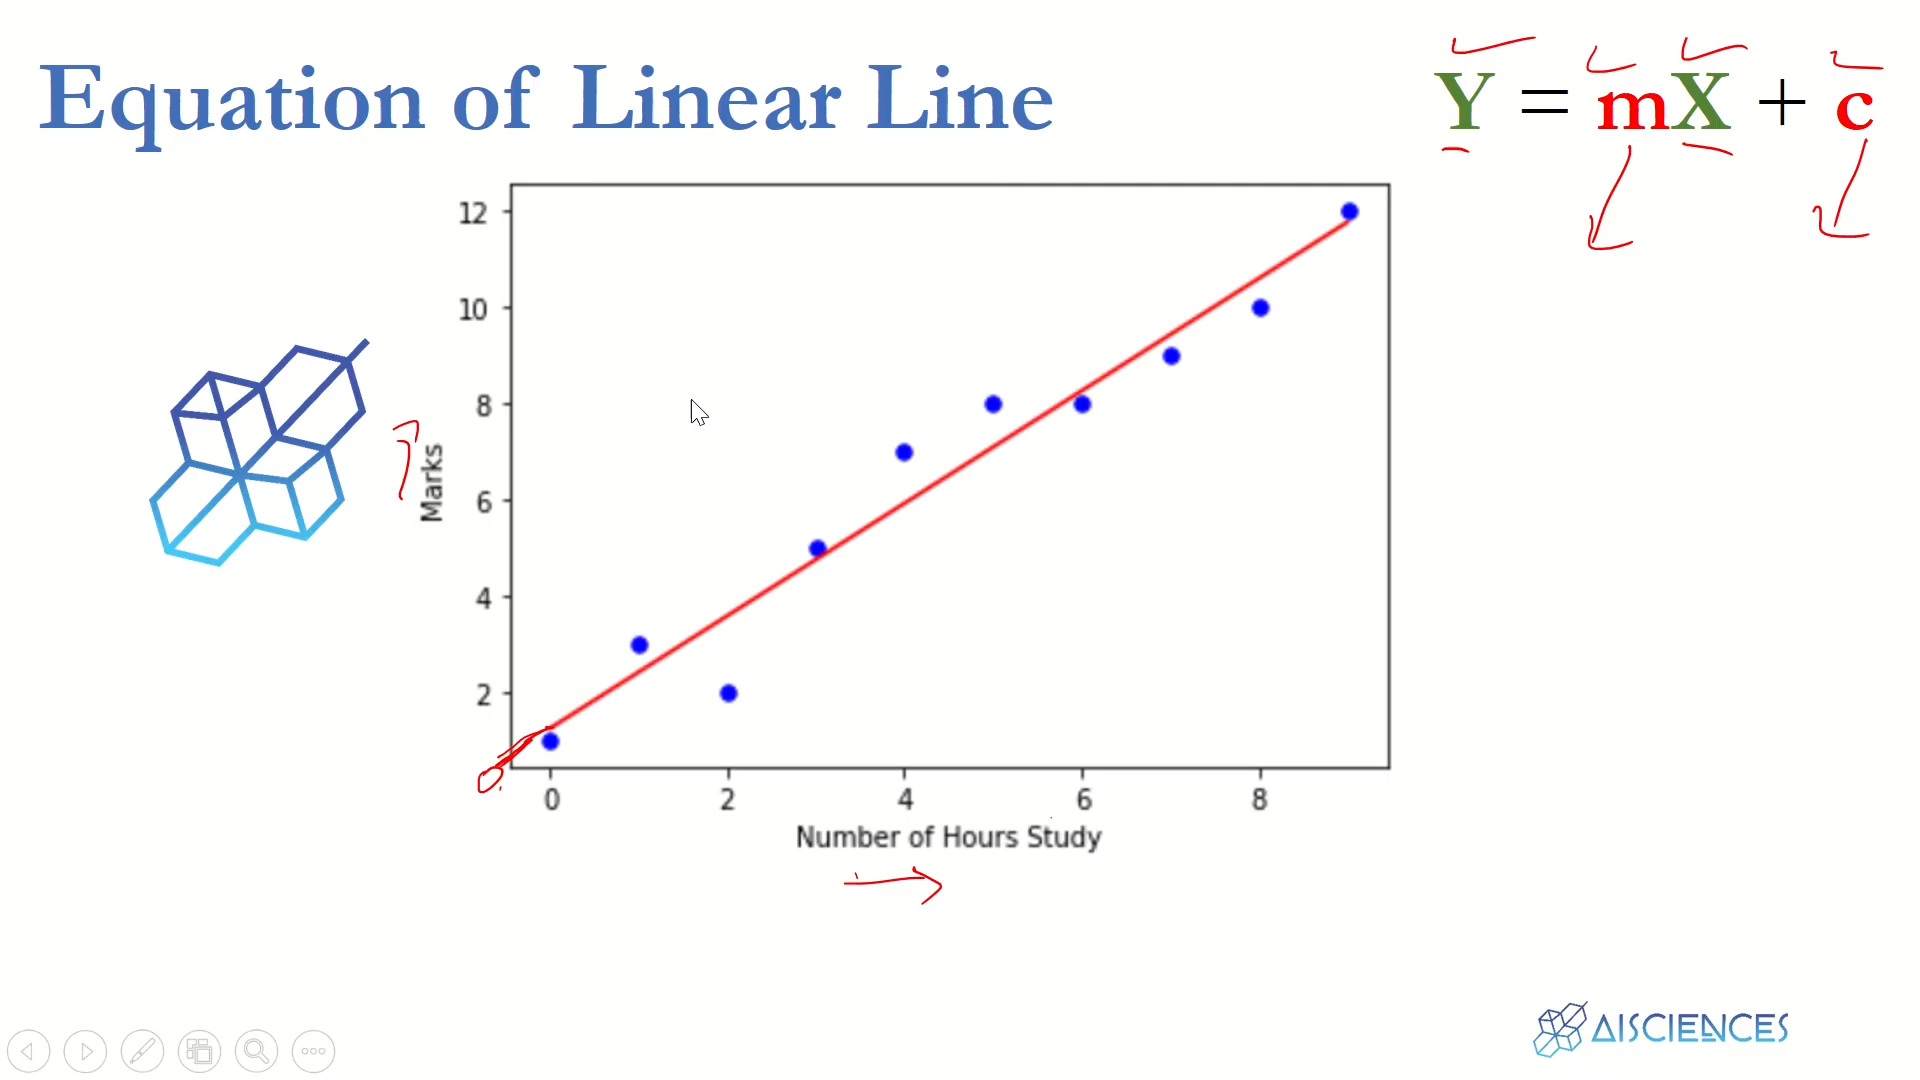 Equation of Linear Line
Y = mX + c
12
10
8
6
4
2
Marks
0 2 4 6 8
Number of Hours Study
AISCIENCES